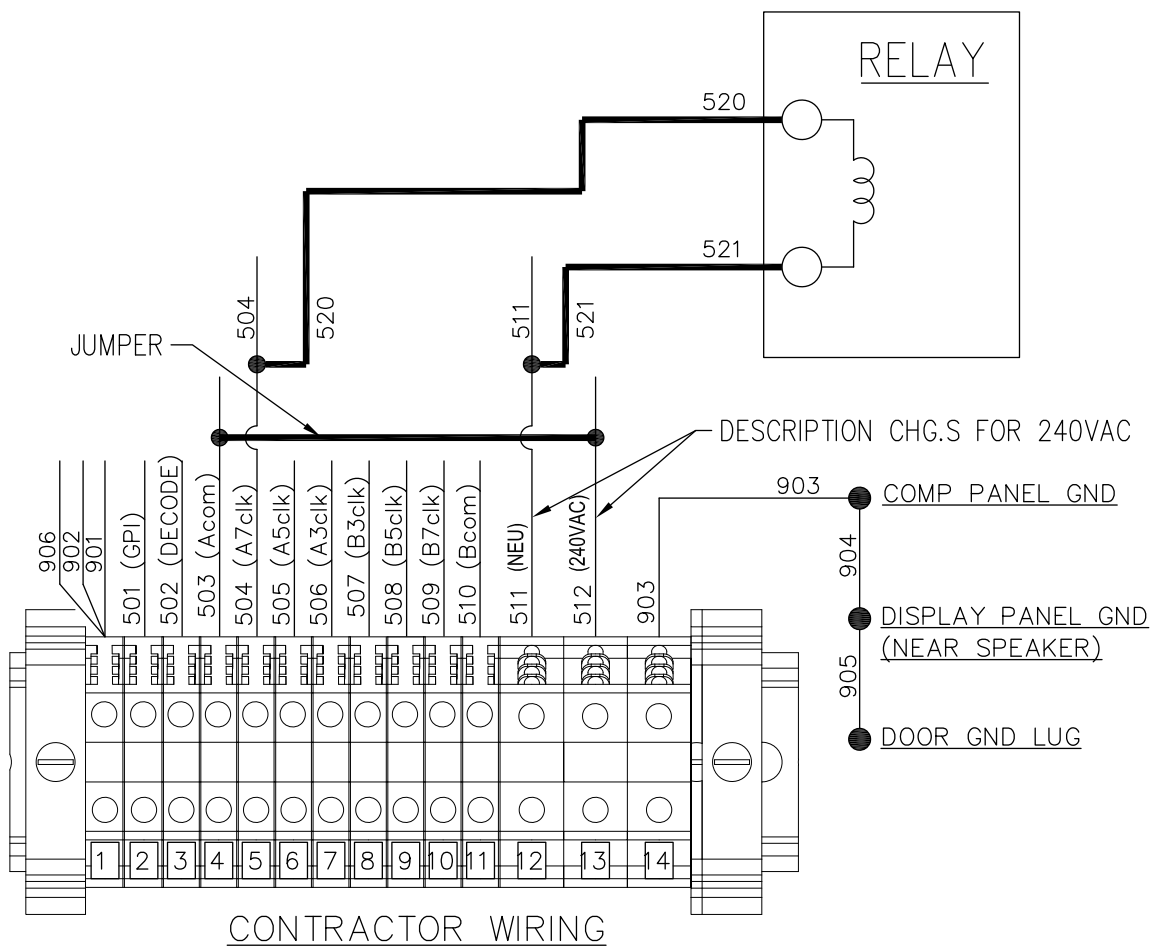 RELAY
520
521
504
520
511
521
JUMPER
DESCRIPTION CHG.S FOR 240VAC
906
902
901
501 (GPI)
502 (DECODE)
503 (Acom)
504 (A7clk)
505 (A5clk)
506 (A3clk)
507 (B3clk)
508 (B5clk)
509 (B7clk)
510 (Bcom)
511 (NEU)
512 (240VAC)
903
903
COMP PANEL GND
904
DISPLAY PANEL GND
(NEAR SPEAKER)
905
DOOR GND LUG
1 2 3 4 5 6 7 8 9 10 11 12 13 14
CONTRACTOR WIRING